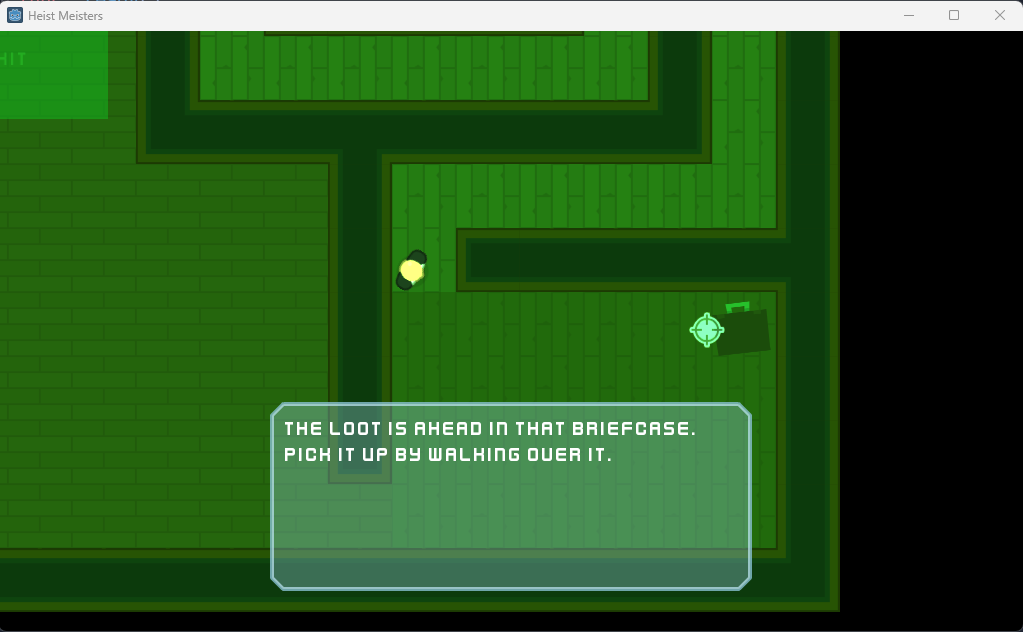 Heist Meisters
THE LOOT IS AHEAD IN THAT BRIEFCASE.
PICK IT UP BY WALKING OVER IT.